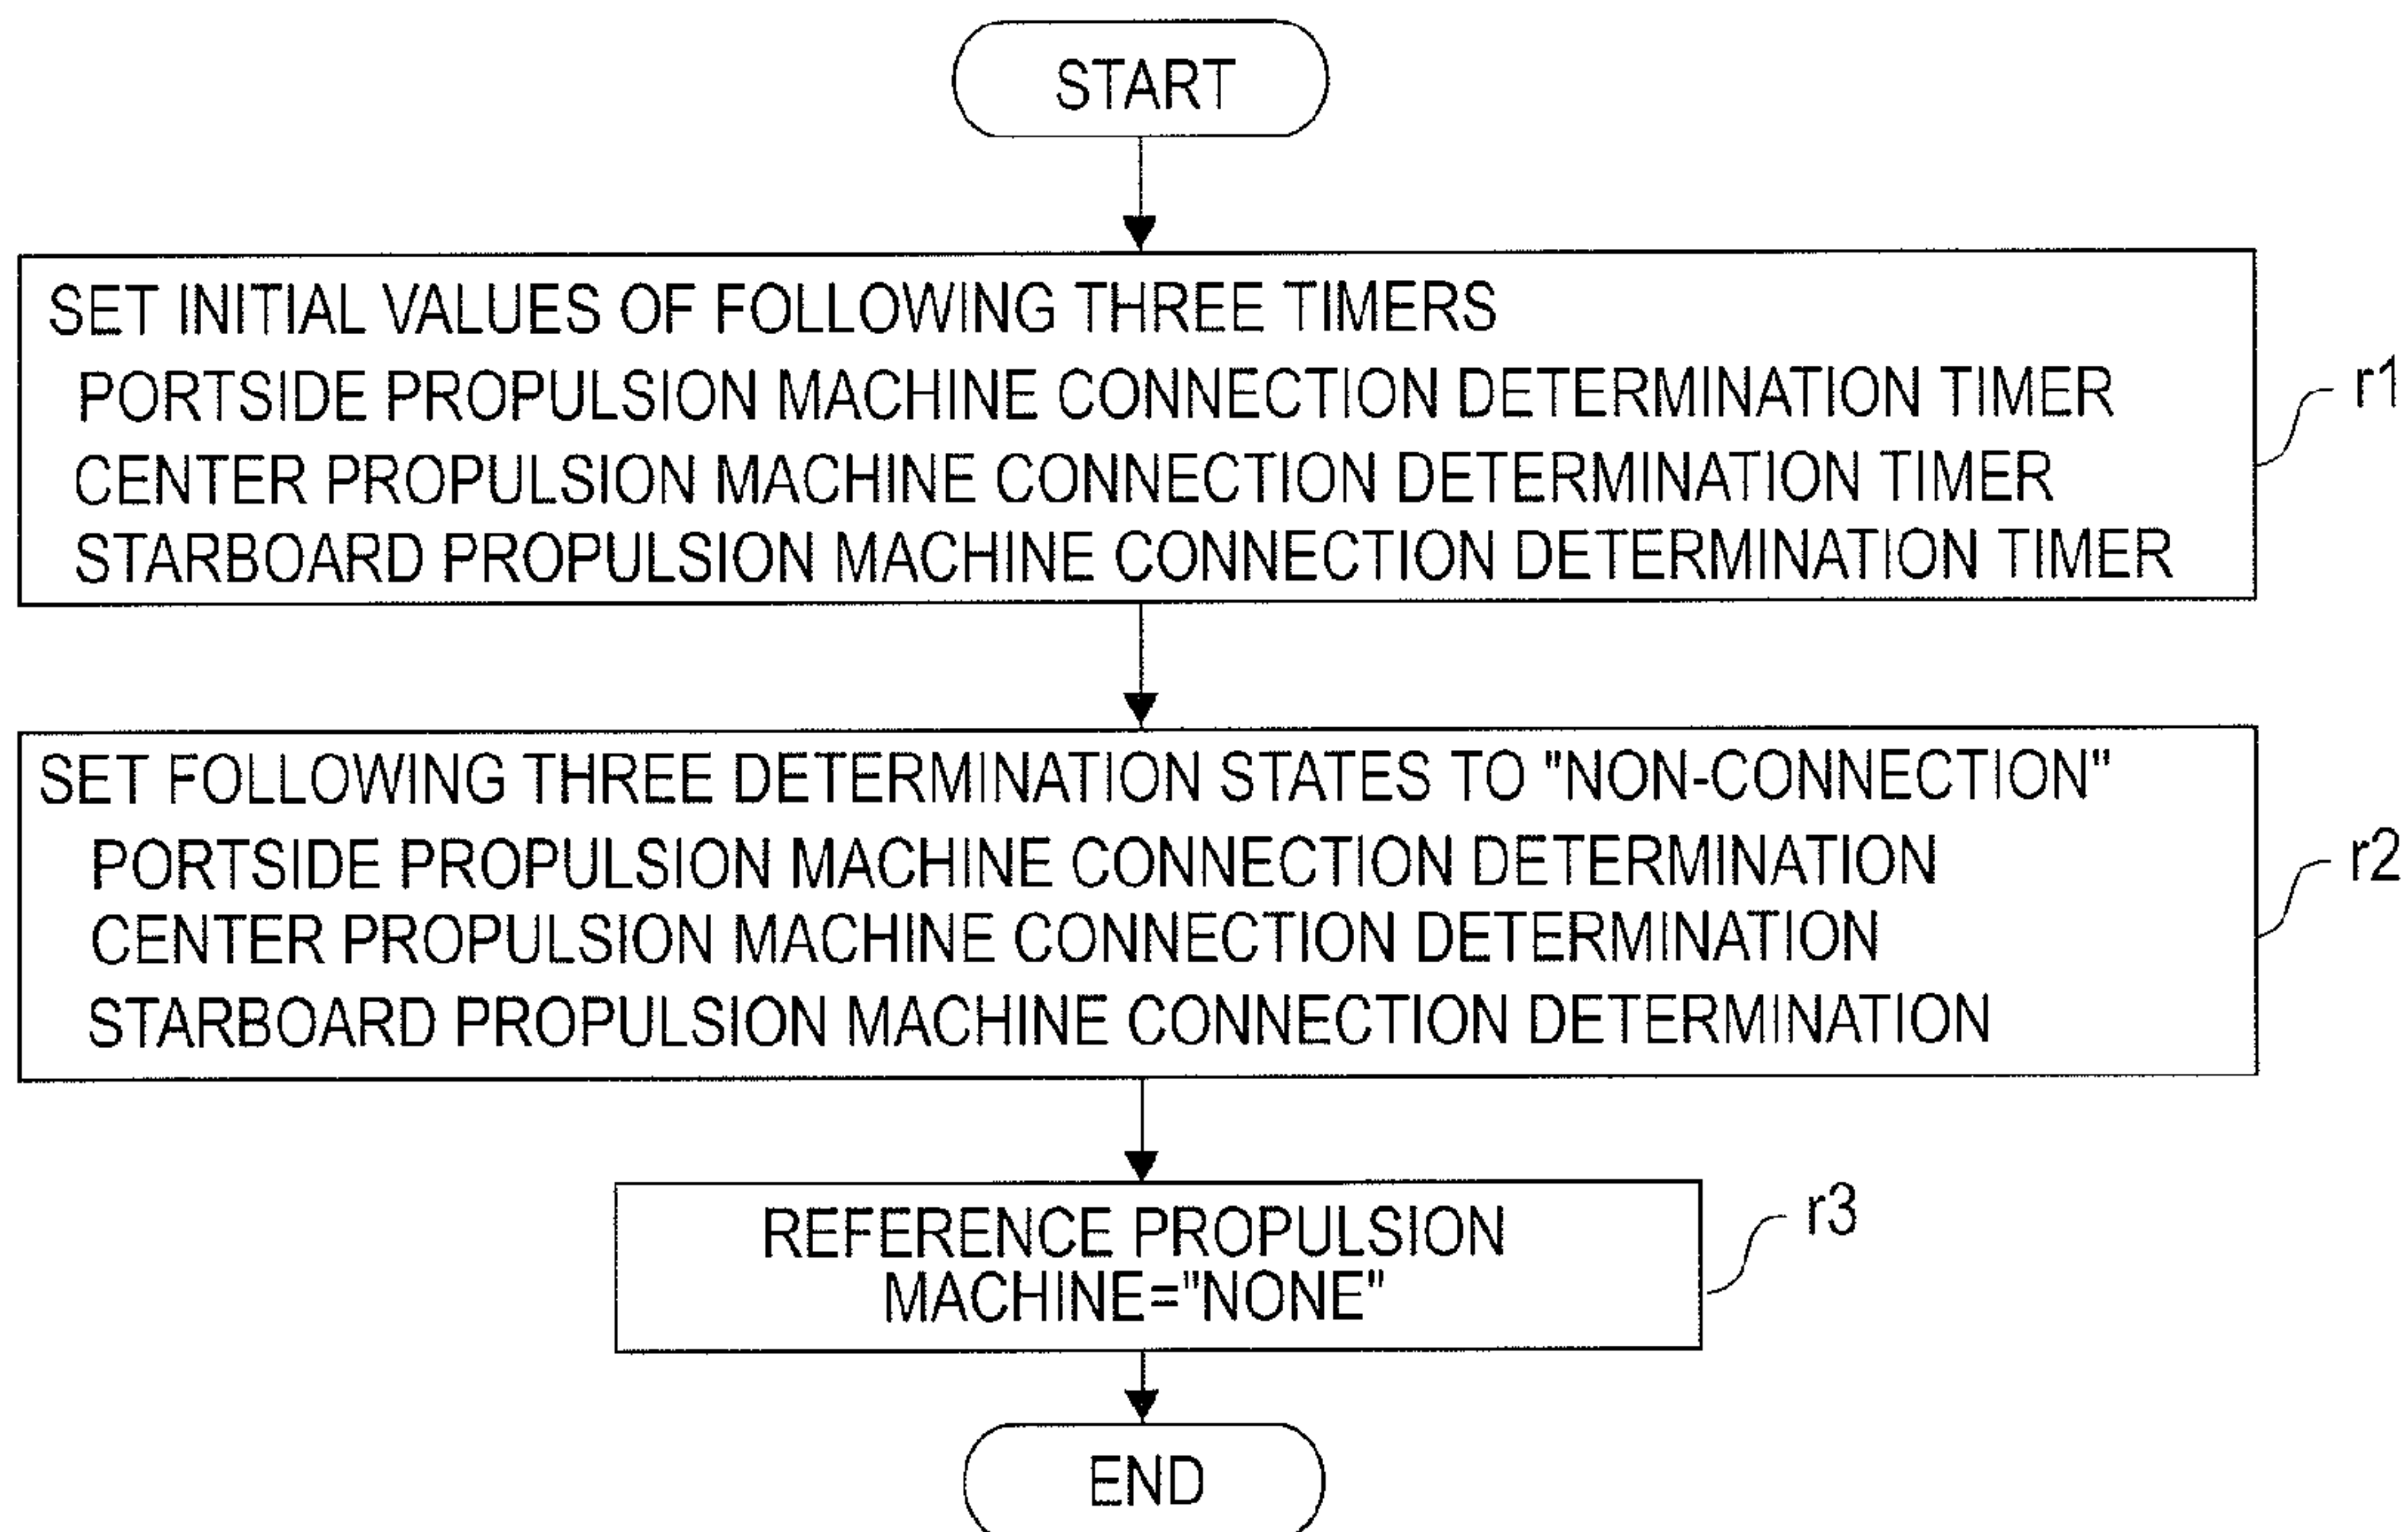 START
SET INITIAL VALUES OF FOLLOWING THREE TIMERS
PORTSIDE PROPULSION MACHINE CONNECTION DETERMINATION TIMER
CENTER PROPULSION MACHINE CONNECTION DETERMINATION TIMER
STARBOARD PROPULSION MACHINE CONNECTION DETERMINATION TIMER
r1
SET FOLLOWING THREE DETERMINATION STATES TO "NON-CONNECTION"
PORTSIDE PROPULSION MACHINE CONNECTION DETERMINATION
CENTER PROPULSION MACHINE CONNECTION DETERMINATION
STARBOARD PROPULSION MACHINE CONNECTION DETERMINATION
r2
REFERENCE PROPULSION
MACHINE="NONE"
r3
END